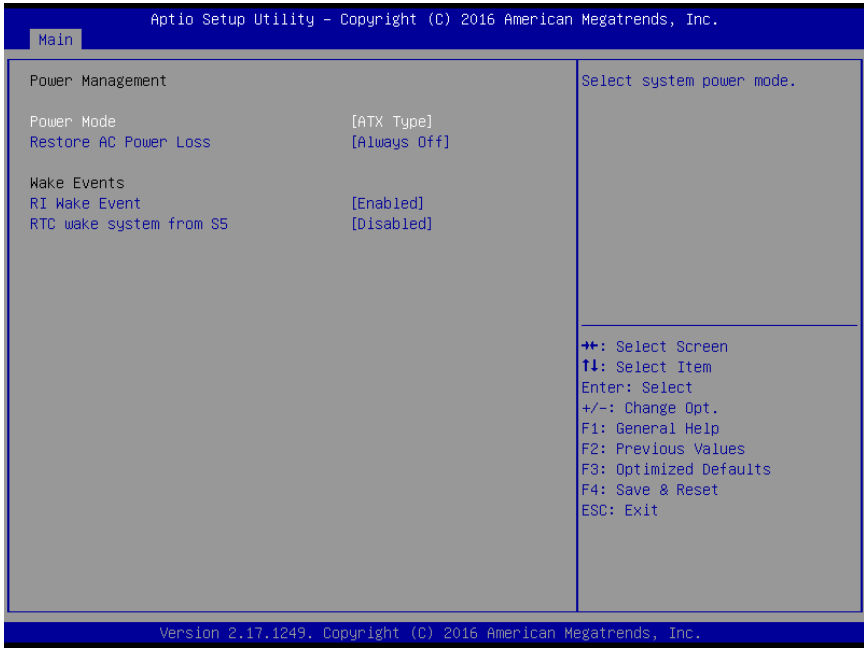 Aptio Setup Utility – Copyright (C) 2016 American Megatrends, Inc.
Main
Power Management
Power Mode [ATX Type]
Restore AC Power Loss [Always Off]
Wake Events
RI Wake Event [Enabled]
RTC wake system from S5 [Disabled]
Select system power mode.
→←: Select Screen
↑↓: Select Item
Enter: Select
+/-: Change Opt.
F1: General Help
F2: Previous Values
F3: Optimized Defaults
F4: Save & Reset
ESC: Exit
Version 2.17.1249. Copyright (C) 2016 American Megatrends, Inc.